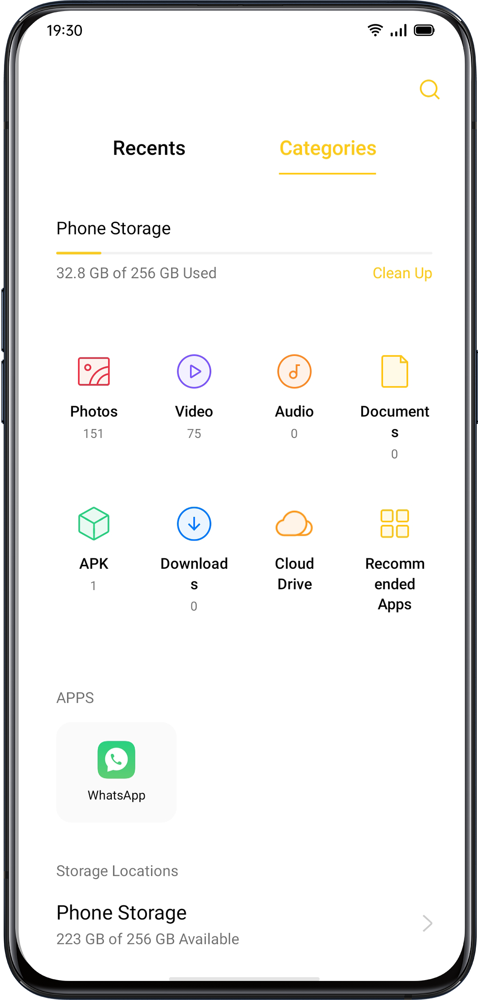 19:30
Recents
Categories
Phone Storage
32.8 GB of 256 GB Used
Clean Up
Photos
151
Video
75
Audio
0
Document
s
0
APK
1
Download
s
0
Cloud
Drive
Recomm
ended
Apps
APPS
WhatsApp
Storage Locations
Phone Storage
223 GB of 256 GB Available